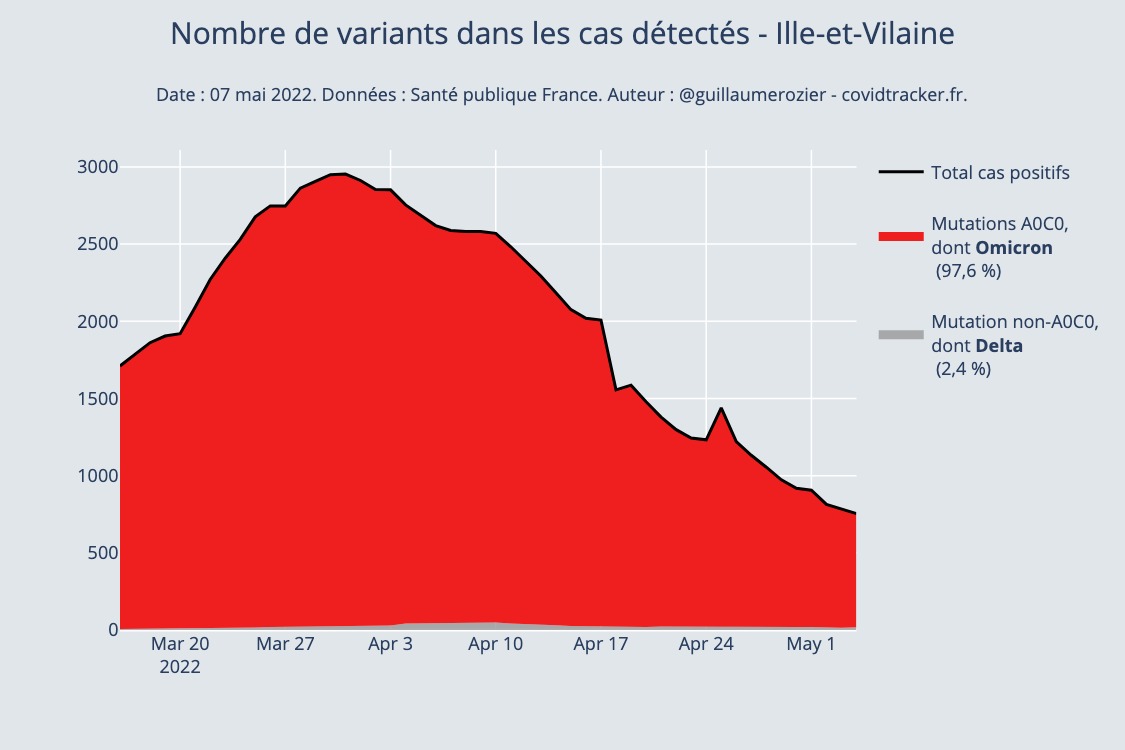 Nombre de variants dans les cas détectés - Ille-et-Vilaine
Date : 07 mai 2022. Données : Santé publique France. Auteur : @guillaumerozier - covidtracker.fr.
3000
2500
2000
1500
1000
500
0
Mar 20
2022
Mar 27
Apr 3
Apr 10
Apr 17
Apr 24
May 1
Total cas positifs
Mutations A0C0,
dont Omicron
(97,6 %)
Mutation non-A0C0,
dont Delta
(2,4 %)